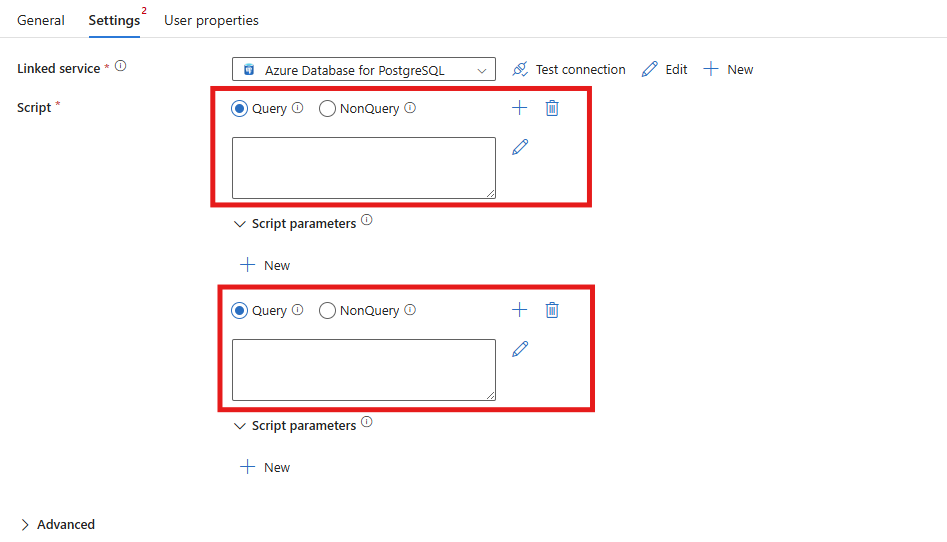 General Settings 2 User properties
Linked service * Azure Database for PostgreSQL Test connection Edit New
Script * Query NonQuery
Script parameters
New
Query NonQuery
Script parameters
New
Advanced